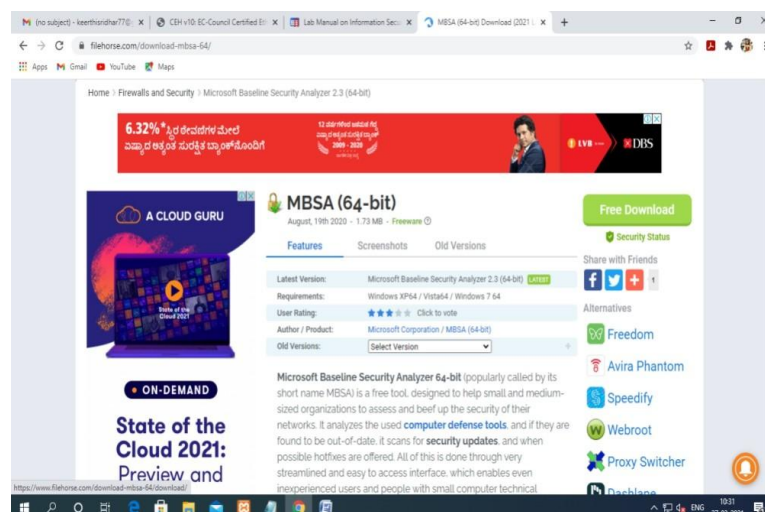 (no subject) - keerthisridhar77@
CEH v10: EC-Council Certified Et
Lab Manual on Information Secu
MBSA (64-bit) Download (2021 L
filehorse.com/download-mbsa-64/
Apps Gmail YouTube Maps
Home > Firewalls and Security > Microsoft Baseline Security Analyzer 2.3 (64-bit)
6.32%*ಸ್ಥಿರ ಠೇವಣಿಗಳ ಮೇಲೆ
ವಿಷ್ಯಾದ ಅತ್ಯಂತ ಸುರಕ್ಷಿತ ಬ್ಯಾಂಕ್‌ನೊಂದಿಗೆ
2009 - 2020
LVB DBS
A CLOUD GURU
State of the
Cloud 2021
ON-DEMAND
State of the
Cloud 2021:
Preview and
MBSA (64-bit)
August, 19th 2020 - 1.73 MB - Freeware
Features Screenshots Old Versions
Latest Version: Microsoft Baseline Security Analyzer 2.3 (64-bit) LATEST
Requirements: Windows XP64 / Vista64 / Windows 7 64
User Rating: Click to vote
Author / Product: Microsoft Corporation / MBSA (64-bit)
Old Versions: Select Version
Microsoft Baseline Security Analyzer 64-bit (popularly called by its
short name MBSA) is a free tool, designed to help small and medium-
sized organizations to assess and beef up the security of their
networks. It analyzes the used computer defense tools, and if they are
found to be out-of-date, it scans for security updates, and when
possible hotfixes are offered. All of this is done through very
streamlined and easy to access interface, which enables even
inexperienced users and people with small computer technical
Free Download
Security Status
Share with Friends
1
Alternatives
Freedom
Avira Phantom
Speedify
Webroot
Proxy Switcher
Dashlane
https://www.filehorse.com/download-mbsa-64/download/
ENG
10:31